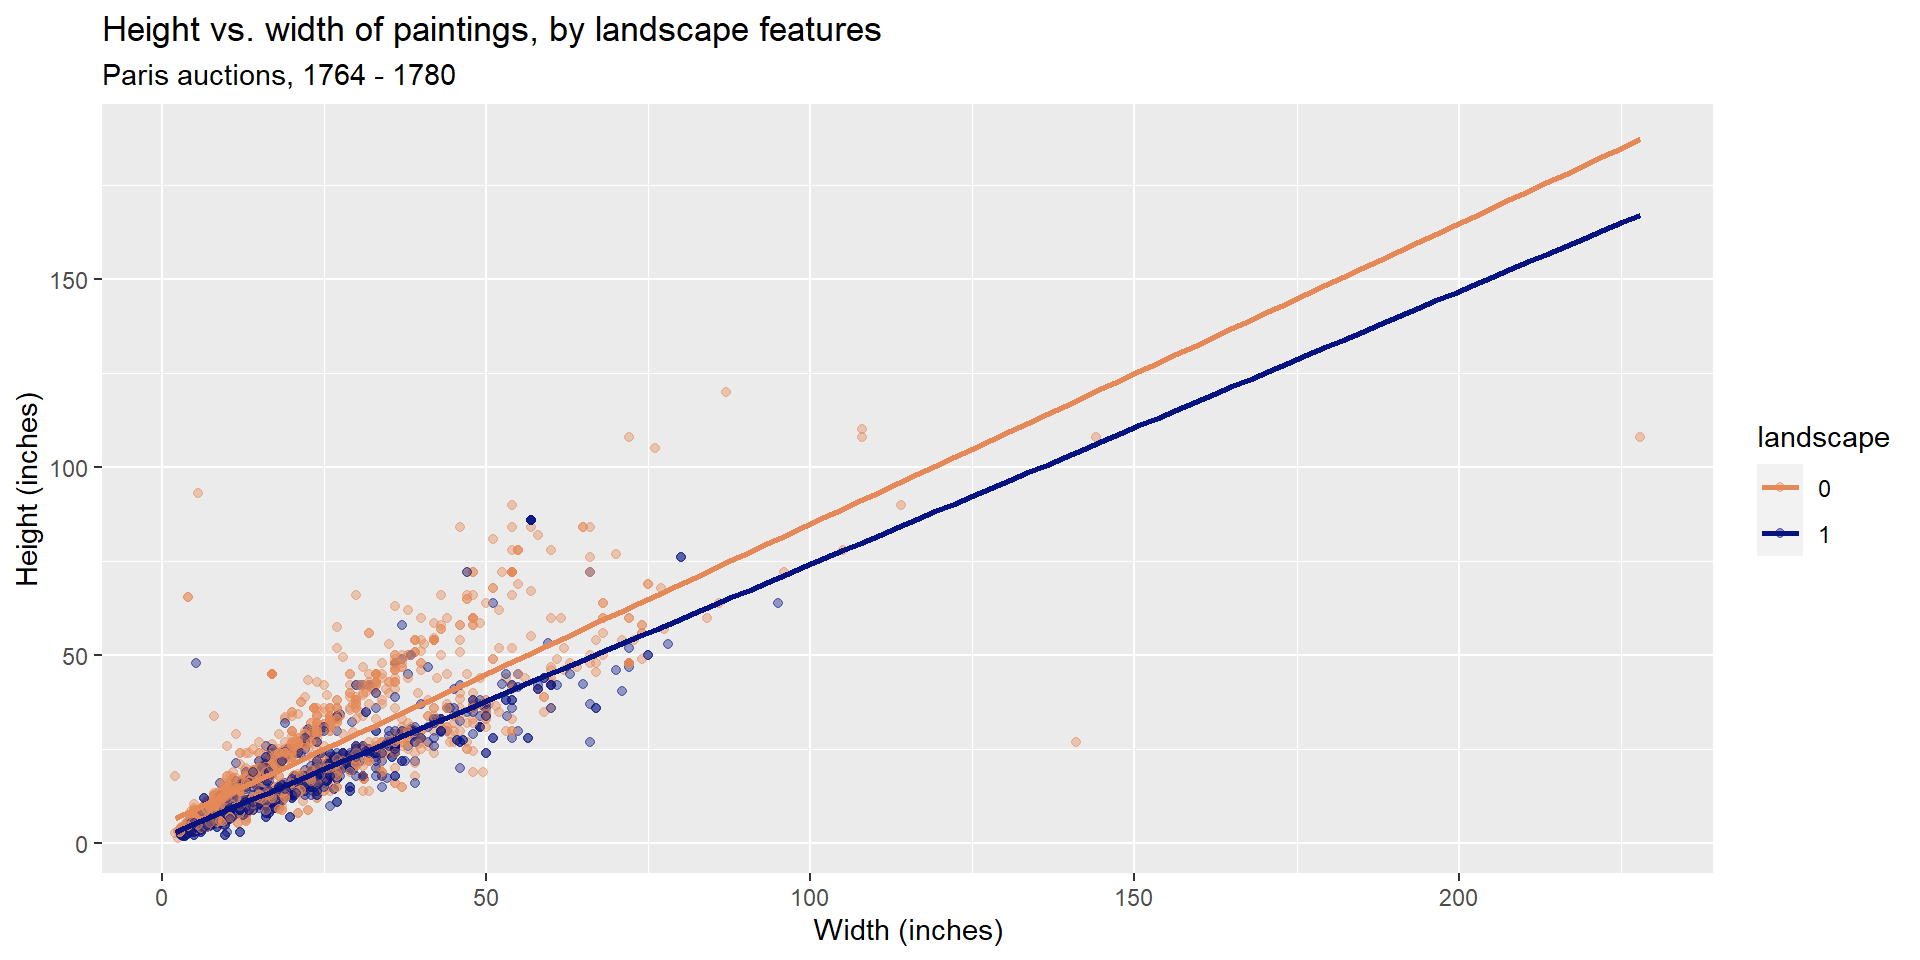 Height vs. width of paintings, by landscape features
Paris auctions, 1764 - 1780
Height (inches)
150
100
50
0
0
50
100
150
200
Width (inches)
landscape
0
1